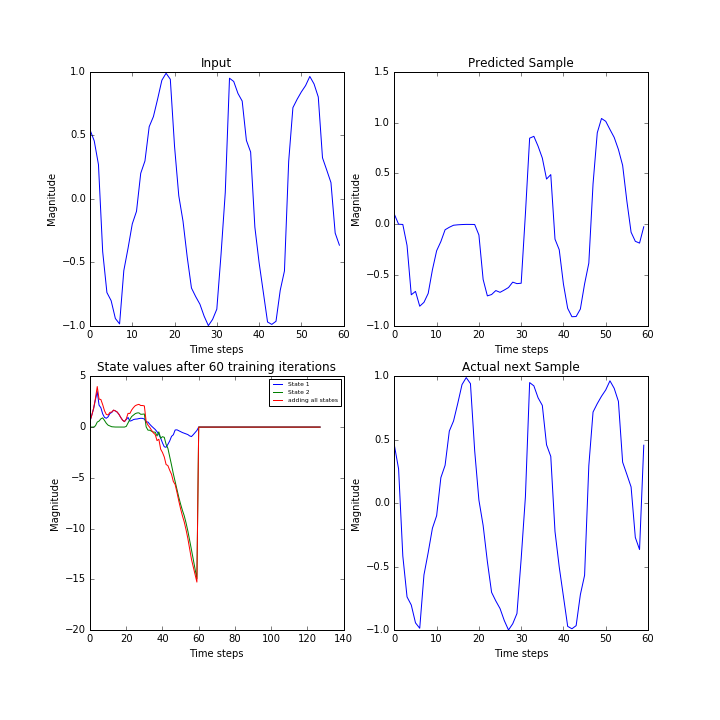 Input
Magnitude
1.0
0.5
0.0
−0.5
−1.0
0 10 20 30 40 50 60
Time steps
Predicted Sample
Magnitude
1.5
1.0
0.5
0.0
−0.5
−1.0
0 10 20 30 40 50 60
Time steps
State values after 60 training iterations
Magnitude
5
0
−5
−10
−15
−20
0 20 40 60 80 100 120 140
Time steps
State 1
State 2
adding all states
Actual next Sample
Magnitude
1.0
0.5
0.0
−0.5
−1.0
0 10 20 30 40 50 60
Time steps